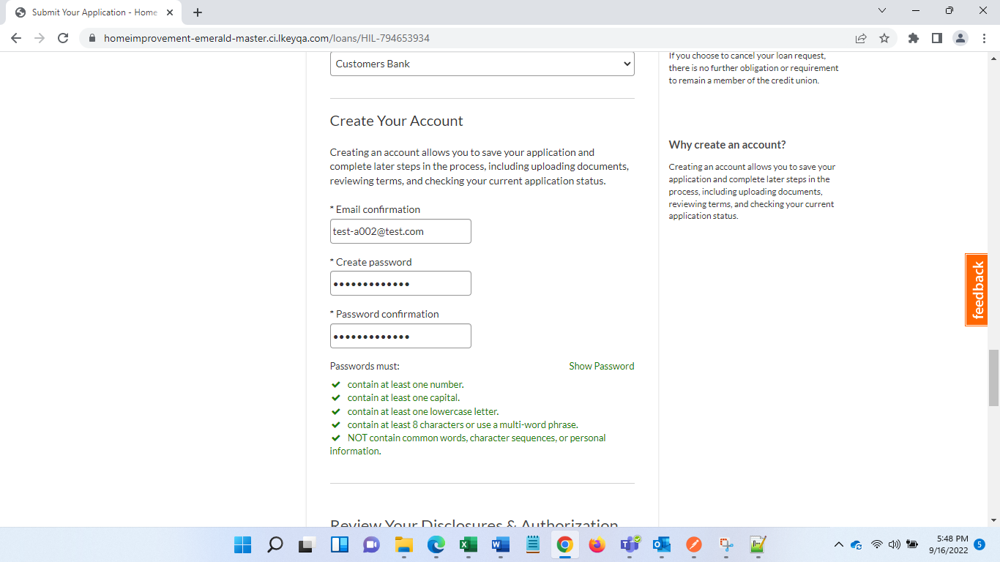 Submit Your Application - Home
homeimprovement-emerald-master.ci.lkeyqa.com/loans/HIL-794653934
Customers Bank
If you choose to cancel your loan request,
there is no further obligation or requirement
to remain a member of the credit union.
Create Your Account
Creating an account allows you to save your application and
complete later steps in the process, including uploading documents,
reviewing terms, and checking your current application status.
Why create an account?
Creating an account allows you to save your
application and complete later steps in the
process, including uploading documents,
reviewing terms, and checking your current
application status.
* Email confirmation
test-a002@test.com
* Create password
•••••••••••••
* Password confirmation
•••••••••••••
feedback
Passwords must:
Show Password
contain at least one number.
contain at least one capital.
contain at least one lowercase letter.
contain at least 8 characters or use a multi-word phrase.
NOT contain common words, character sequences, or personal
information.
Review Your Disclosures & Authorization
5:48 PM
9/16/2022
5